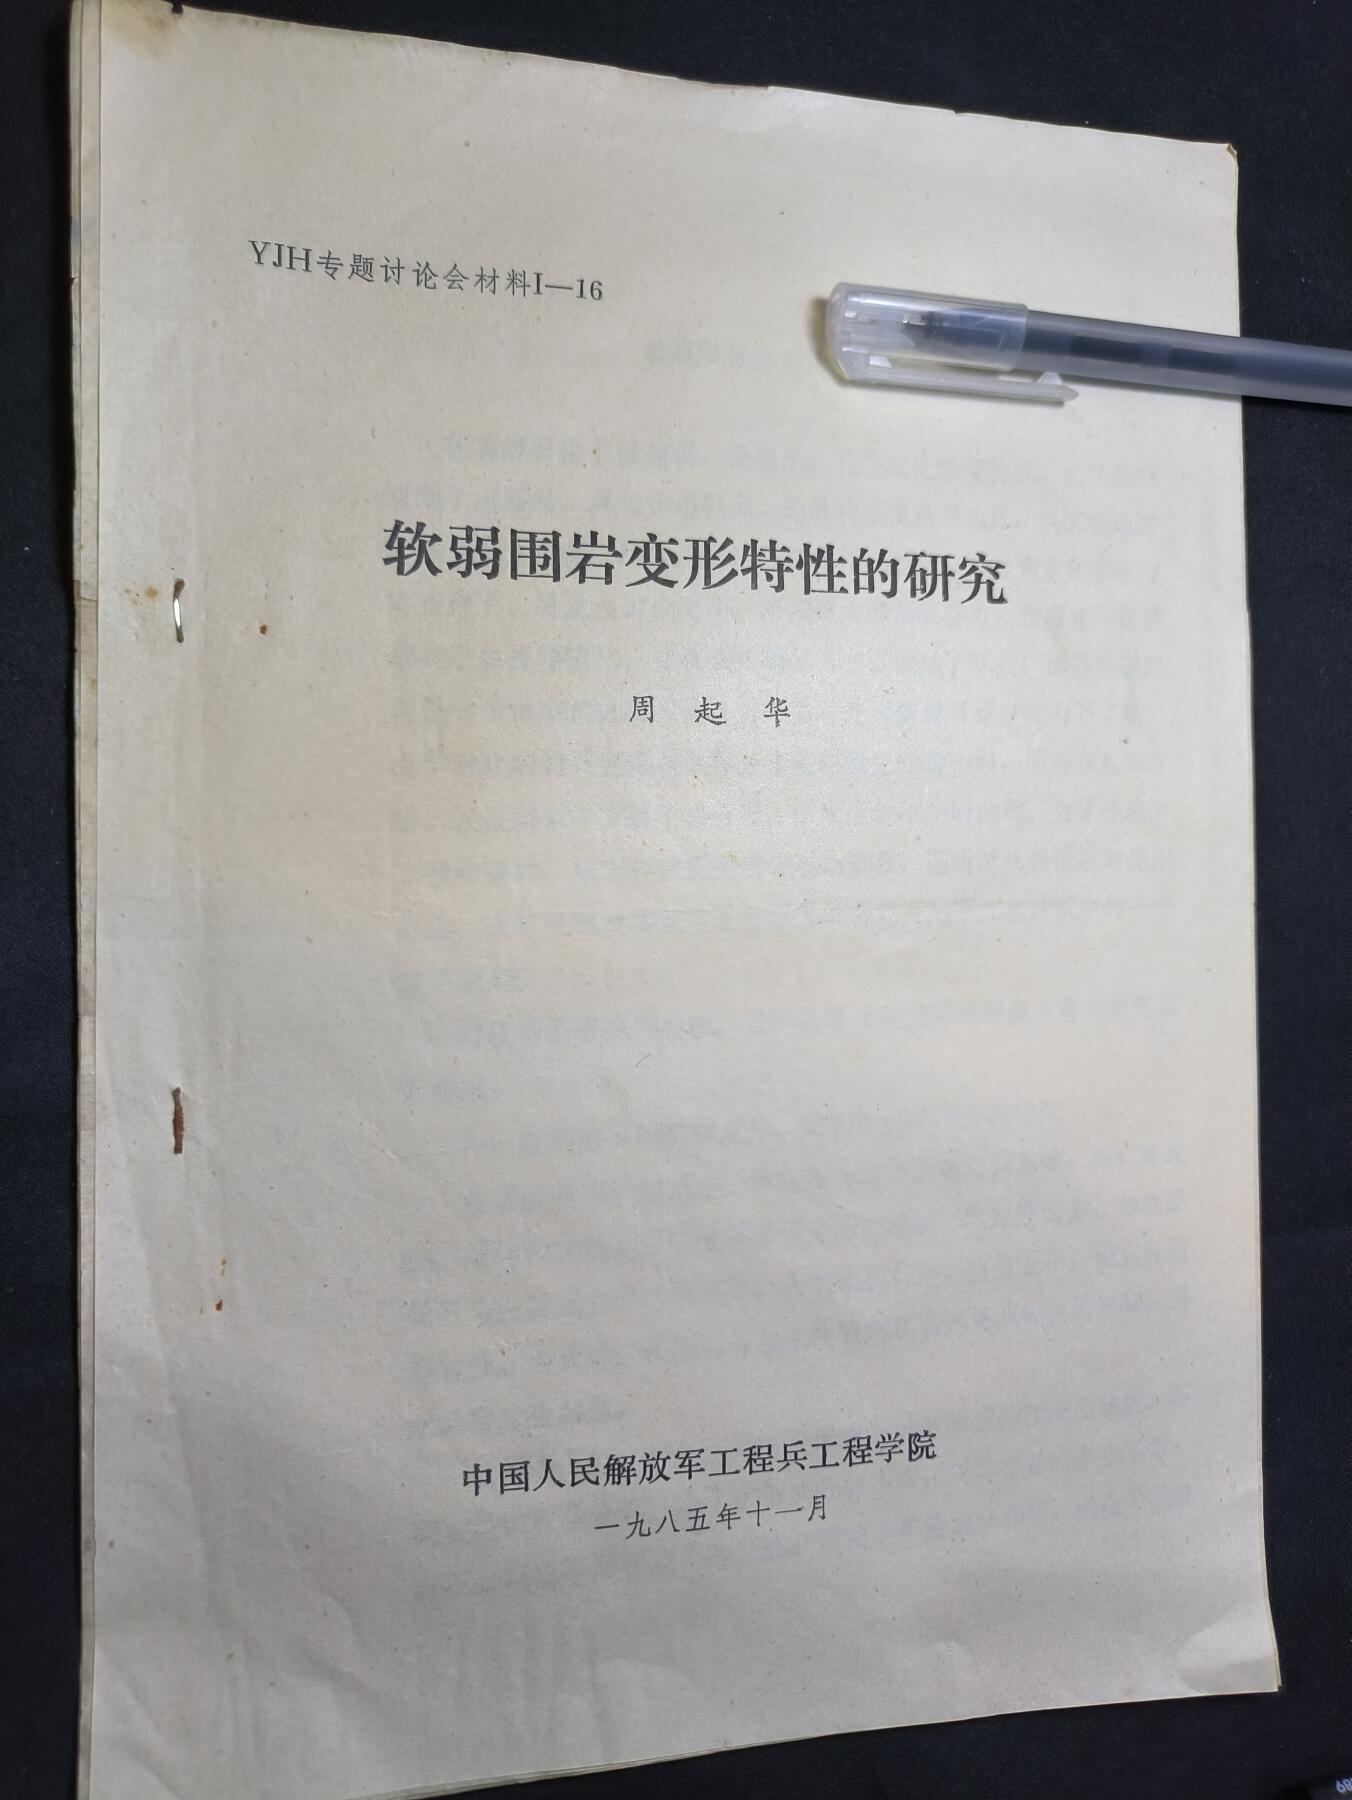 YJH专题讨论会材料I—16
软弱围岩变形特性的研究
周 起 华
中国人民解放军工程兵工程学院
一九八五年十一月